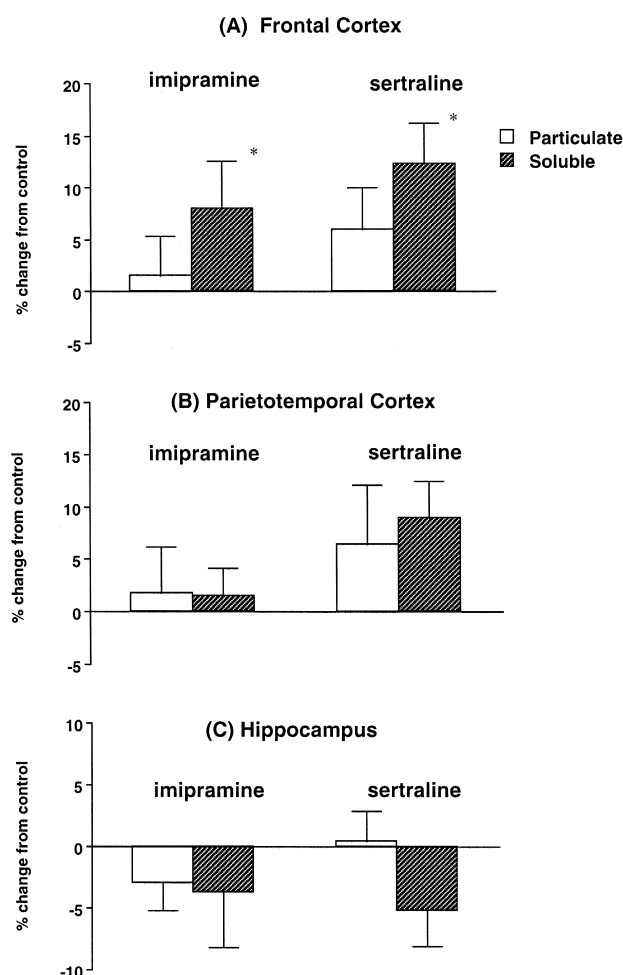 (A) Frontal Cortex
imipramine
sertraline
20
15
10
5
0
-5
% change from control
*
*
Particulate
Soluble
(B) Parietotemporal Cortex
imipramine
sertraline
20
15
10
5
0
-5
% change from control
(C) Hippocampus
imipramine
sertraline
10
5
0
-5
-10
% change from control